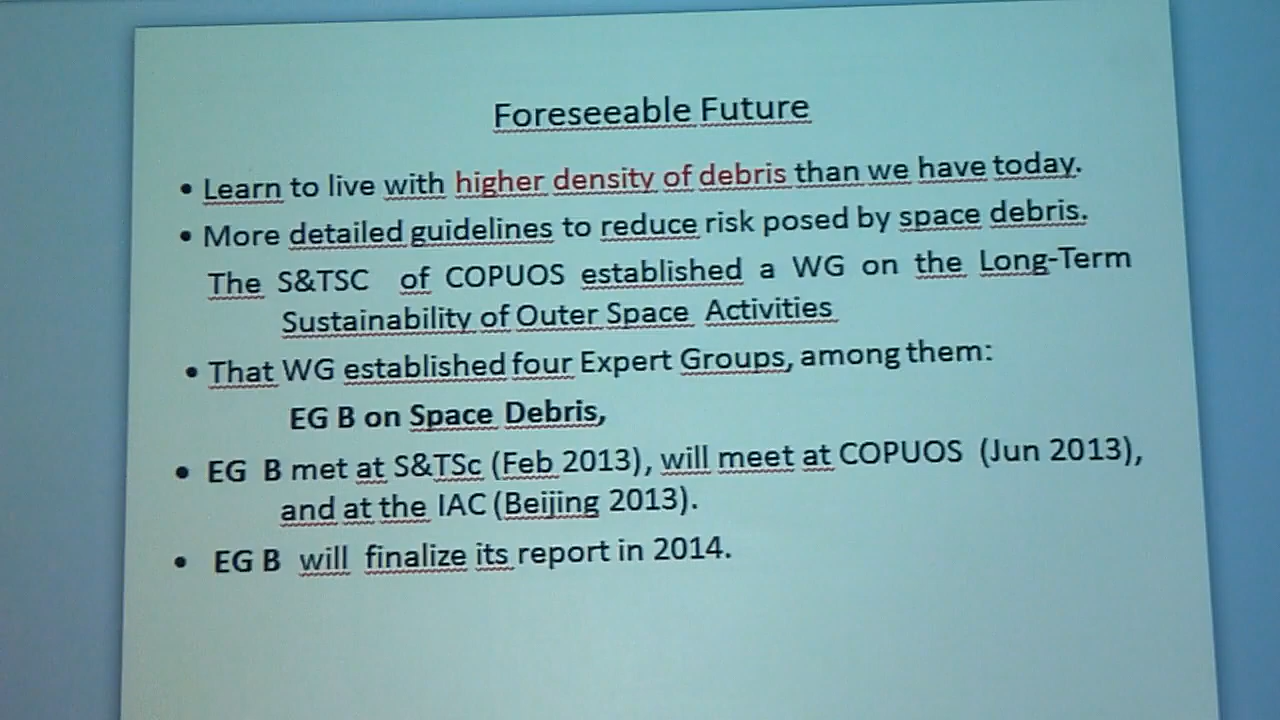 Foreseeable Future
• Learn to live with higher density of debris than we have today.
• More detailed guidelines to reduce risk posed by space debris.
The S&TSC of COPUOS established a WG on the Long-Term
Sustainability of Outer Space Activities
• That WG established four Expert Groups, among them:
EG B on Space Debris,
• EG B met at S&TSc (Feb 2013), will meet at COPUOS (Jun 2013),
and at the IAC (Beijing 2013).
• EG B will finalize its report in 2014.